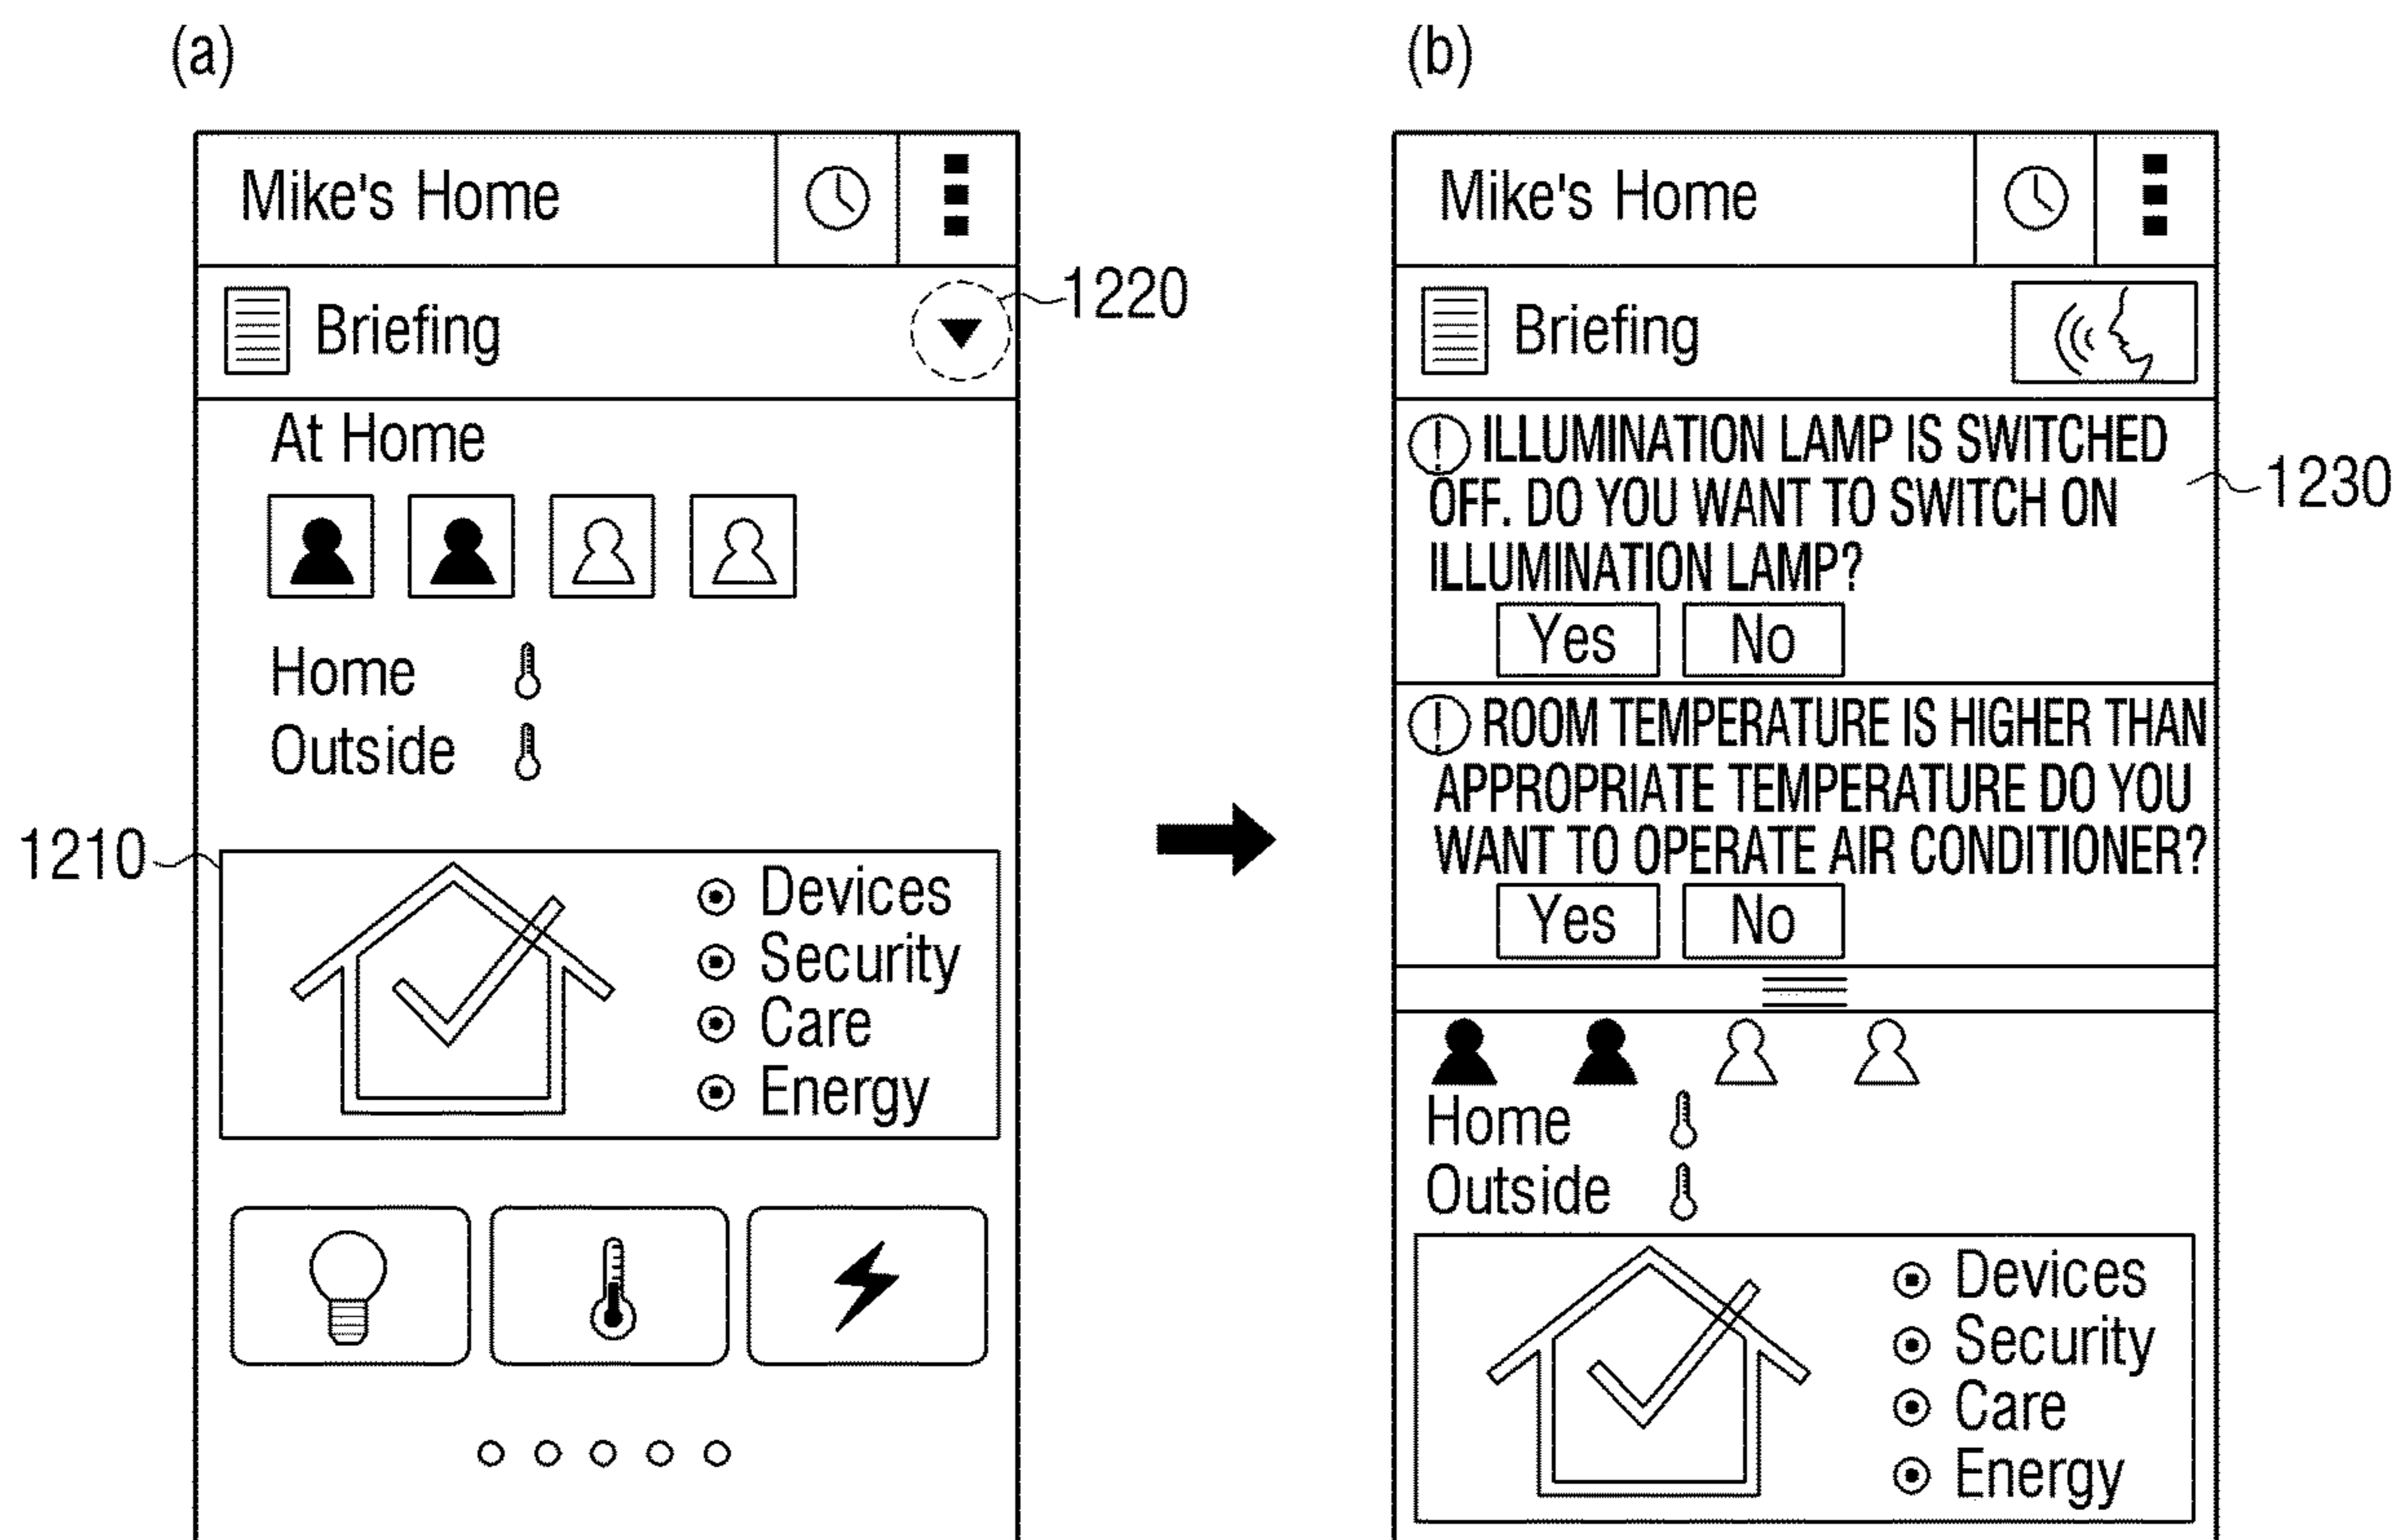 (a)
Mike's Home
Briefing
1220
At Home
Home
Outside
1210
Devices
Security
Care
Energy
(b)
Mike's Home
Briefing
ILLUMINATION LAMP IS SWITCHED
OFF. DO YOU WANT TO SWITCH ON
ILLUMINATION LAMP?
1230
Yes No
ROOM TEMPERATURE IS HIGHER THAN
APPROPRIATE TEMPERATURE DO YOU
WANT TO OPERATE AIR CONDITIONER?
Yes No
Home
Outside
Devices
Security
Care
Energy